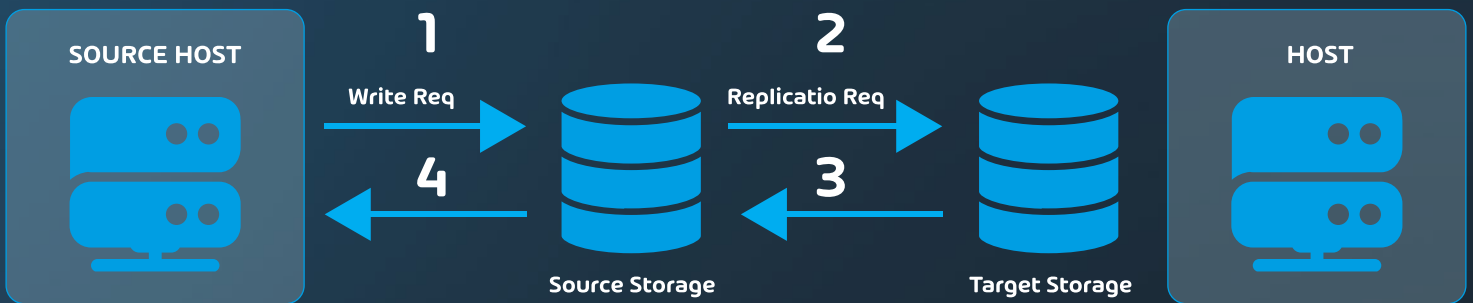 SOURCE HOST
1
Write Req
2
Replicatio Req
HOST
4
3
Source Storage
Target Storage